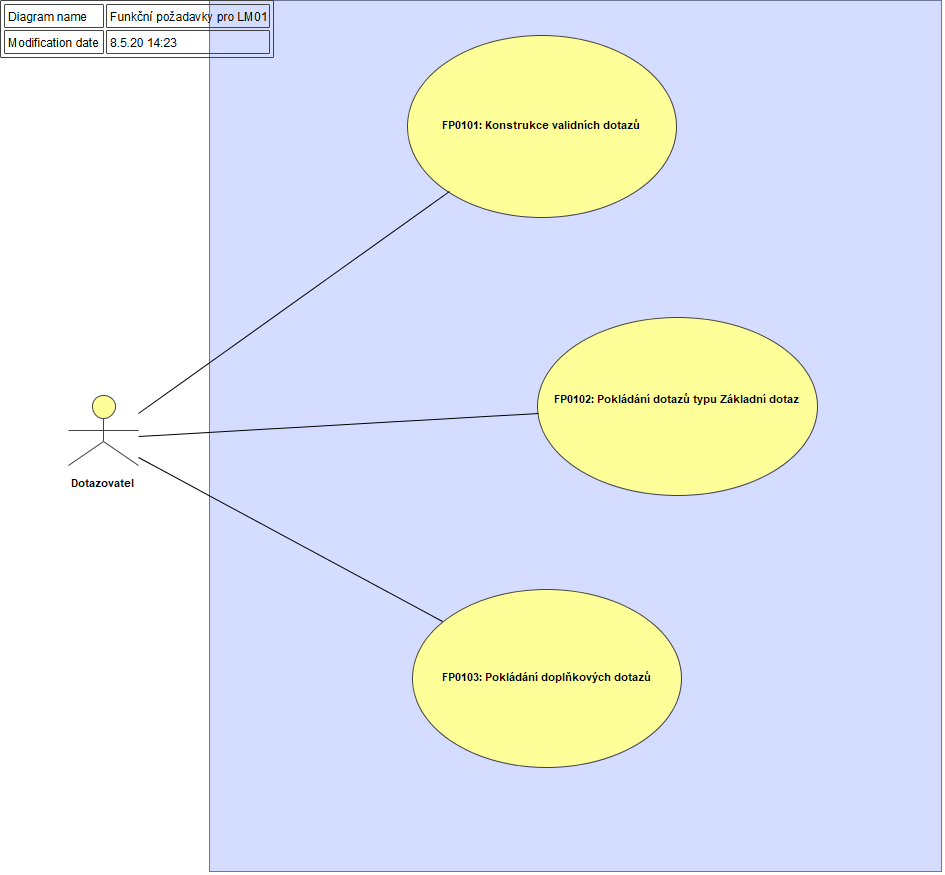 Diagram name Funkční požadavky pro LM01
Modification date 8.5.20 14:23
FP0101: Konstrukce validních dotazů
FP0102: Pokládání dotazů typu Základní dotaz
Dotazovatel
FP0103: Pokládání doplňkových dotazů